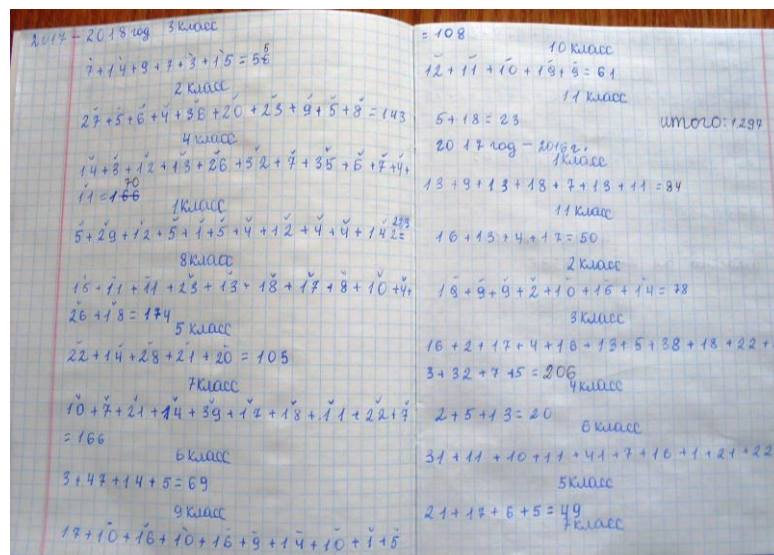 2017-2018 год 3 класс
7+14+9+7+3+15=55
2 класс
27+5+6+4+36+20+23+9+5+8=143
4 класс
14+3+12+13+26+32+7+35+6+7+4+
11=170
1 класс
5+29+12+5+1+5+4+12+4+4+142=
8 класс
15+11+11+23+13+18+17+8+10+4+
26+18=174
5 класс
22+14+28+21+20=105
7 класс
10+7+21+14+39+17+18+11+22+7
=166
6 класс
3+47+14+5=69
9 класс
17+10+16+10+16+9+14+10+1+5
=108
10 класс
12+11+10+19+9=61
11 класс
5+18=23
итого: 1297
2017 год - 2016 г.
1 класс
13+9+13+18+7+13+11=84
11 класс
16+13+4+17=50
2 класс
18+9+9+2+10+16+14=78
3 класс
16+2+17+4+16+13+5+38+18+22+
3+32+7+5=206
4 класс
2+5+13=20
6 класс
31+11+10+11+41+7+16+1+21+22
5 класс
21+17+6+5=49
7 класс